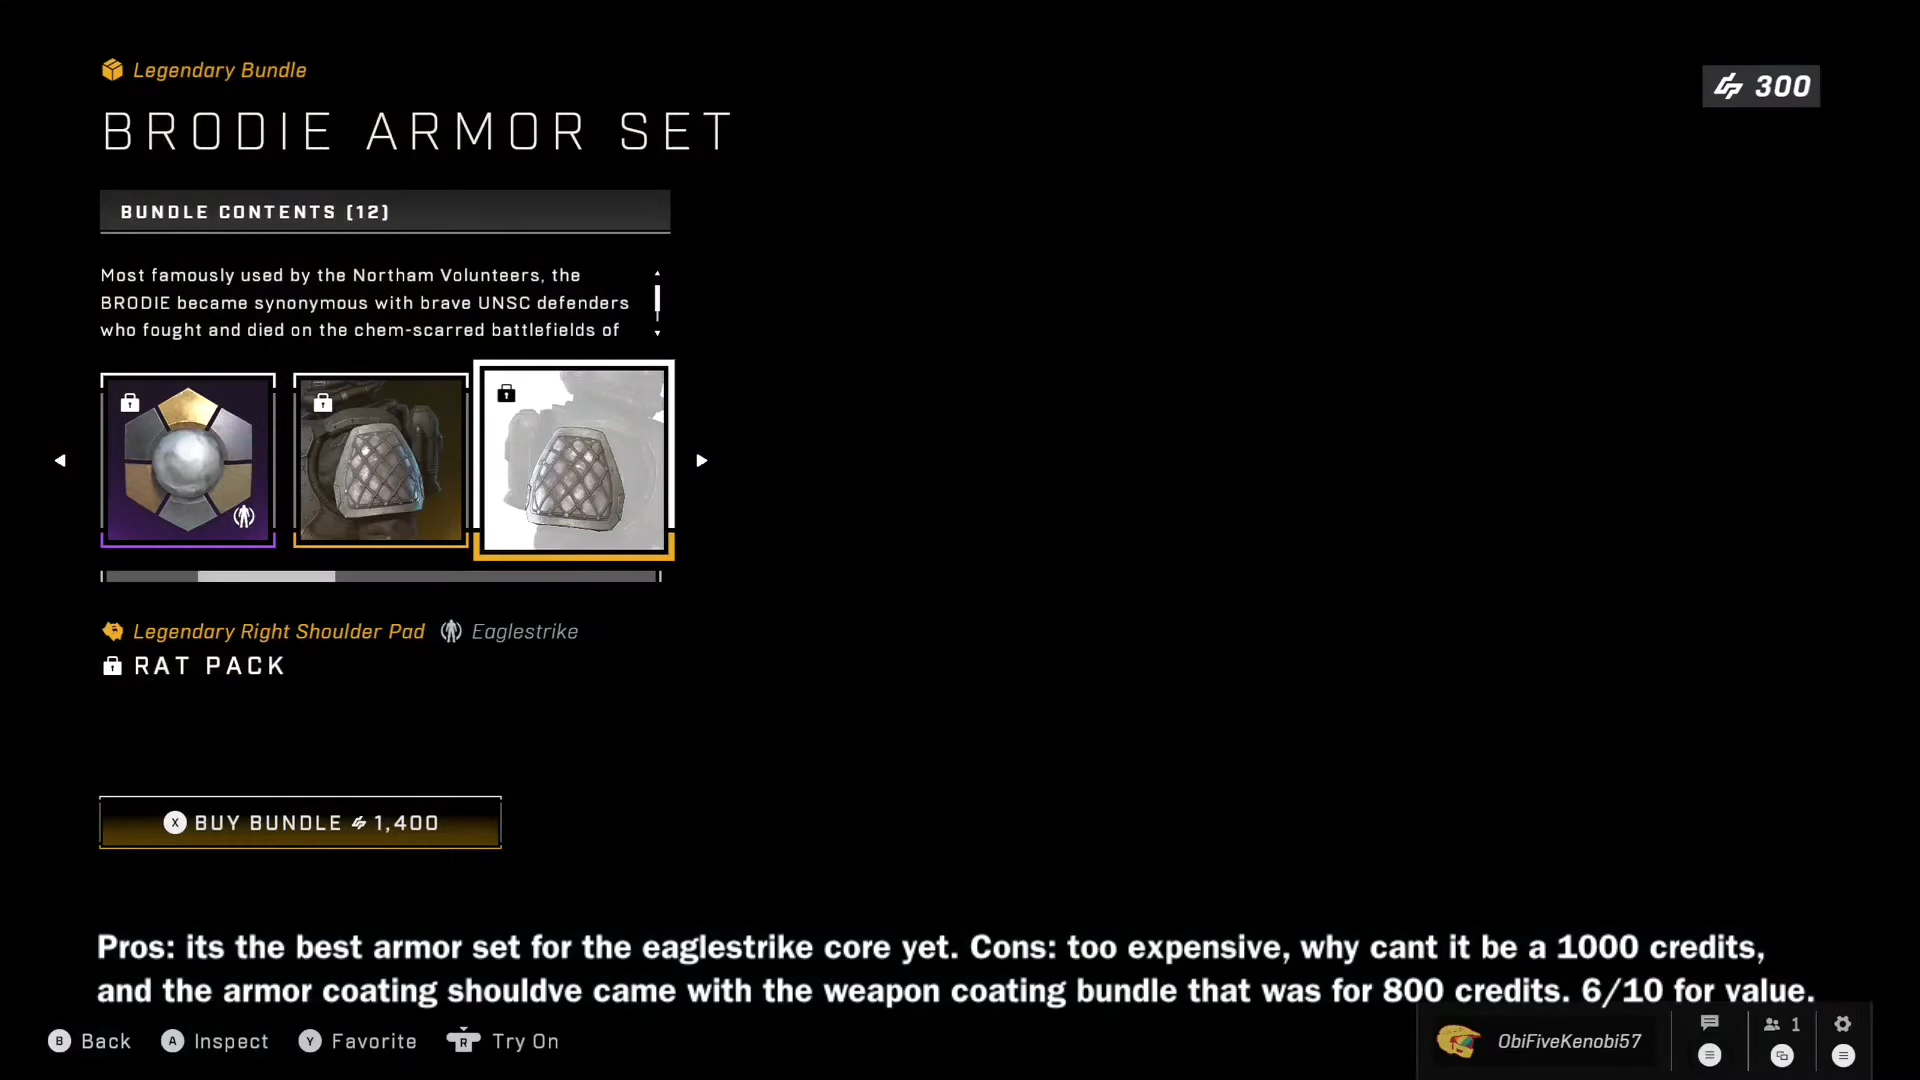 Legendary Bundle
300
BRODIE ARMOR SET
BUNDLE CONTENTS [12]
Most famously used by the Northam Volunteers, the
BRODIE became synonymous with brave UNSC defenders
who fought and died on the chem-scarred battlefields of
Legendary Right Shoulder Pad Eaglestrike
RAT PACK
X BUY BUNDLE 1,400
Pros: its the best armor set for the eaglestrike core yet. Cons: too expensive, why cant it be a 1000 credits,
and the armor coating shouldve came with the weapon coating bundle that was for 800 credits. 6/10 for value.
B Back A Inspect Y Favorite R Try On
ObiFiveKenobi57
1